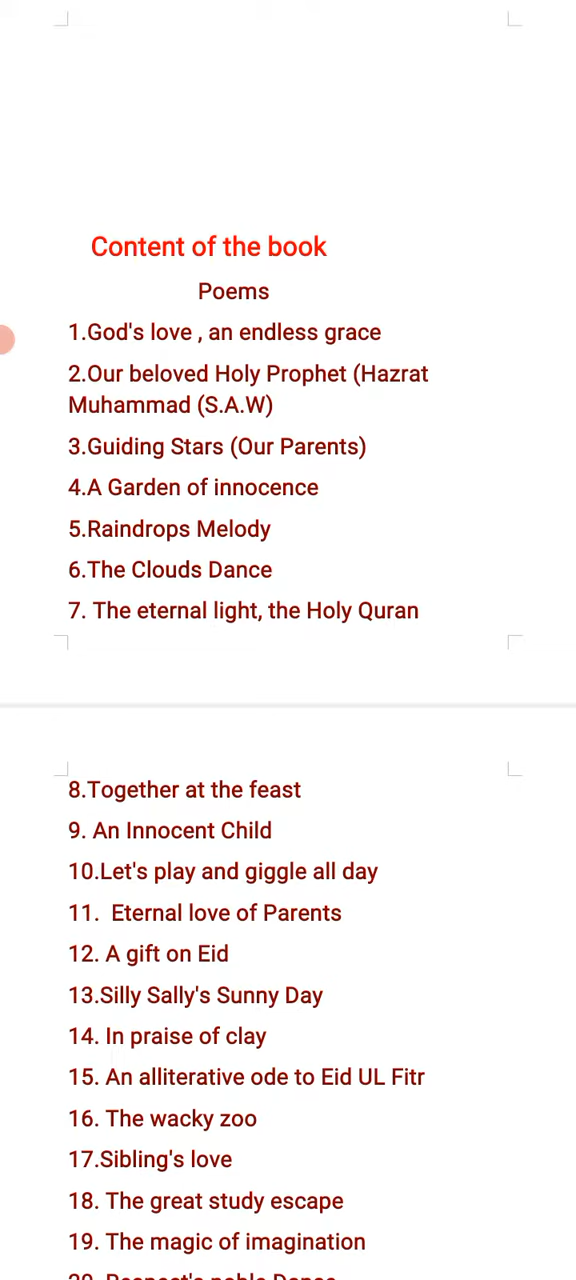 Content of the book
Poems
1.God's love , an endless grace
2.Our beloved Holy Prophet (Hazrat
Muhammad (S.A.W)
3.Guiding Stars (Our Parents)
4.A Garden of innocence
5.Raindrops Melody
6.The Clouds Dance
7. The eternal light, the Holy Quran
8.Together at the feast
9. An Innocent Child
10.Let's play and giggle all day
11.  Eternal love of Parents
12. A gift on Eid
13.Silly Sally's Sunny Day
14. In praise of clay
15. An alliterative ode to Eid UL Fitr
16. The wacky zoo
17.Sibling's love
18. The great study escape
19. The magic of imagination
20. Respect's noble Dance